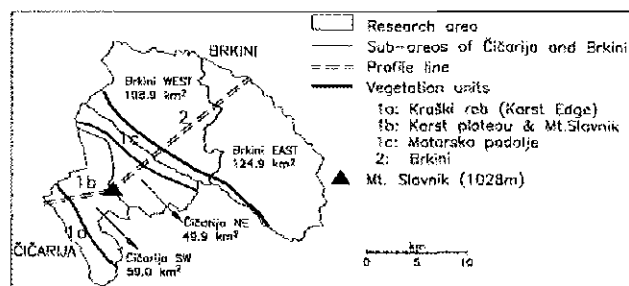 BRKINI
Brkini WEST
198.9 km²
2
1c
Brkini EAST
124.9 km²
1b
Čičarija NE
49.9 km²
1a
ČIČARIJA
Čičarija SW
59.0 km²
Research area
Sub-areas of Čičarija and Brkini
Profile line
Vegetation units
1a: Kraški rob (Karst Edge)
1b: Karst plateau & Mt.Slavnik
1c: Matarsko podolje
2: Brkini
Mt. Slavnik (1028m)
km
0 10